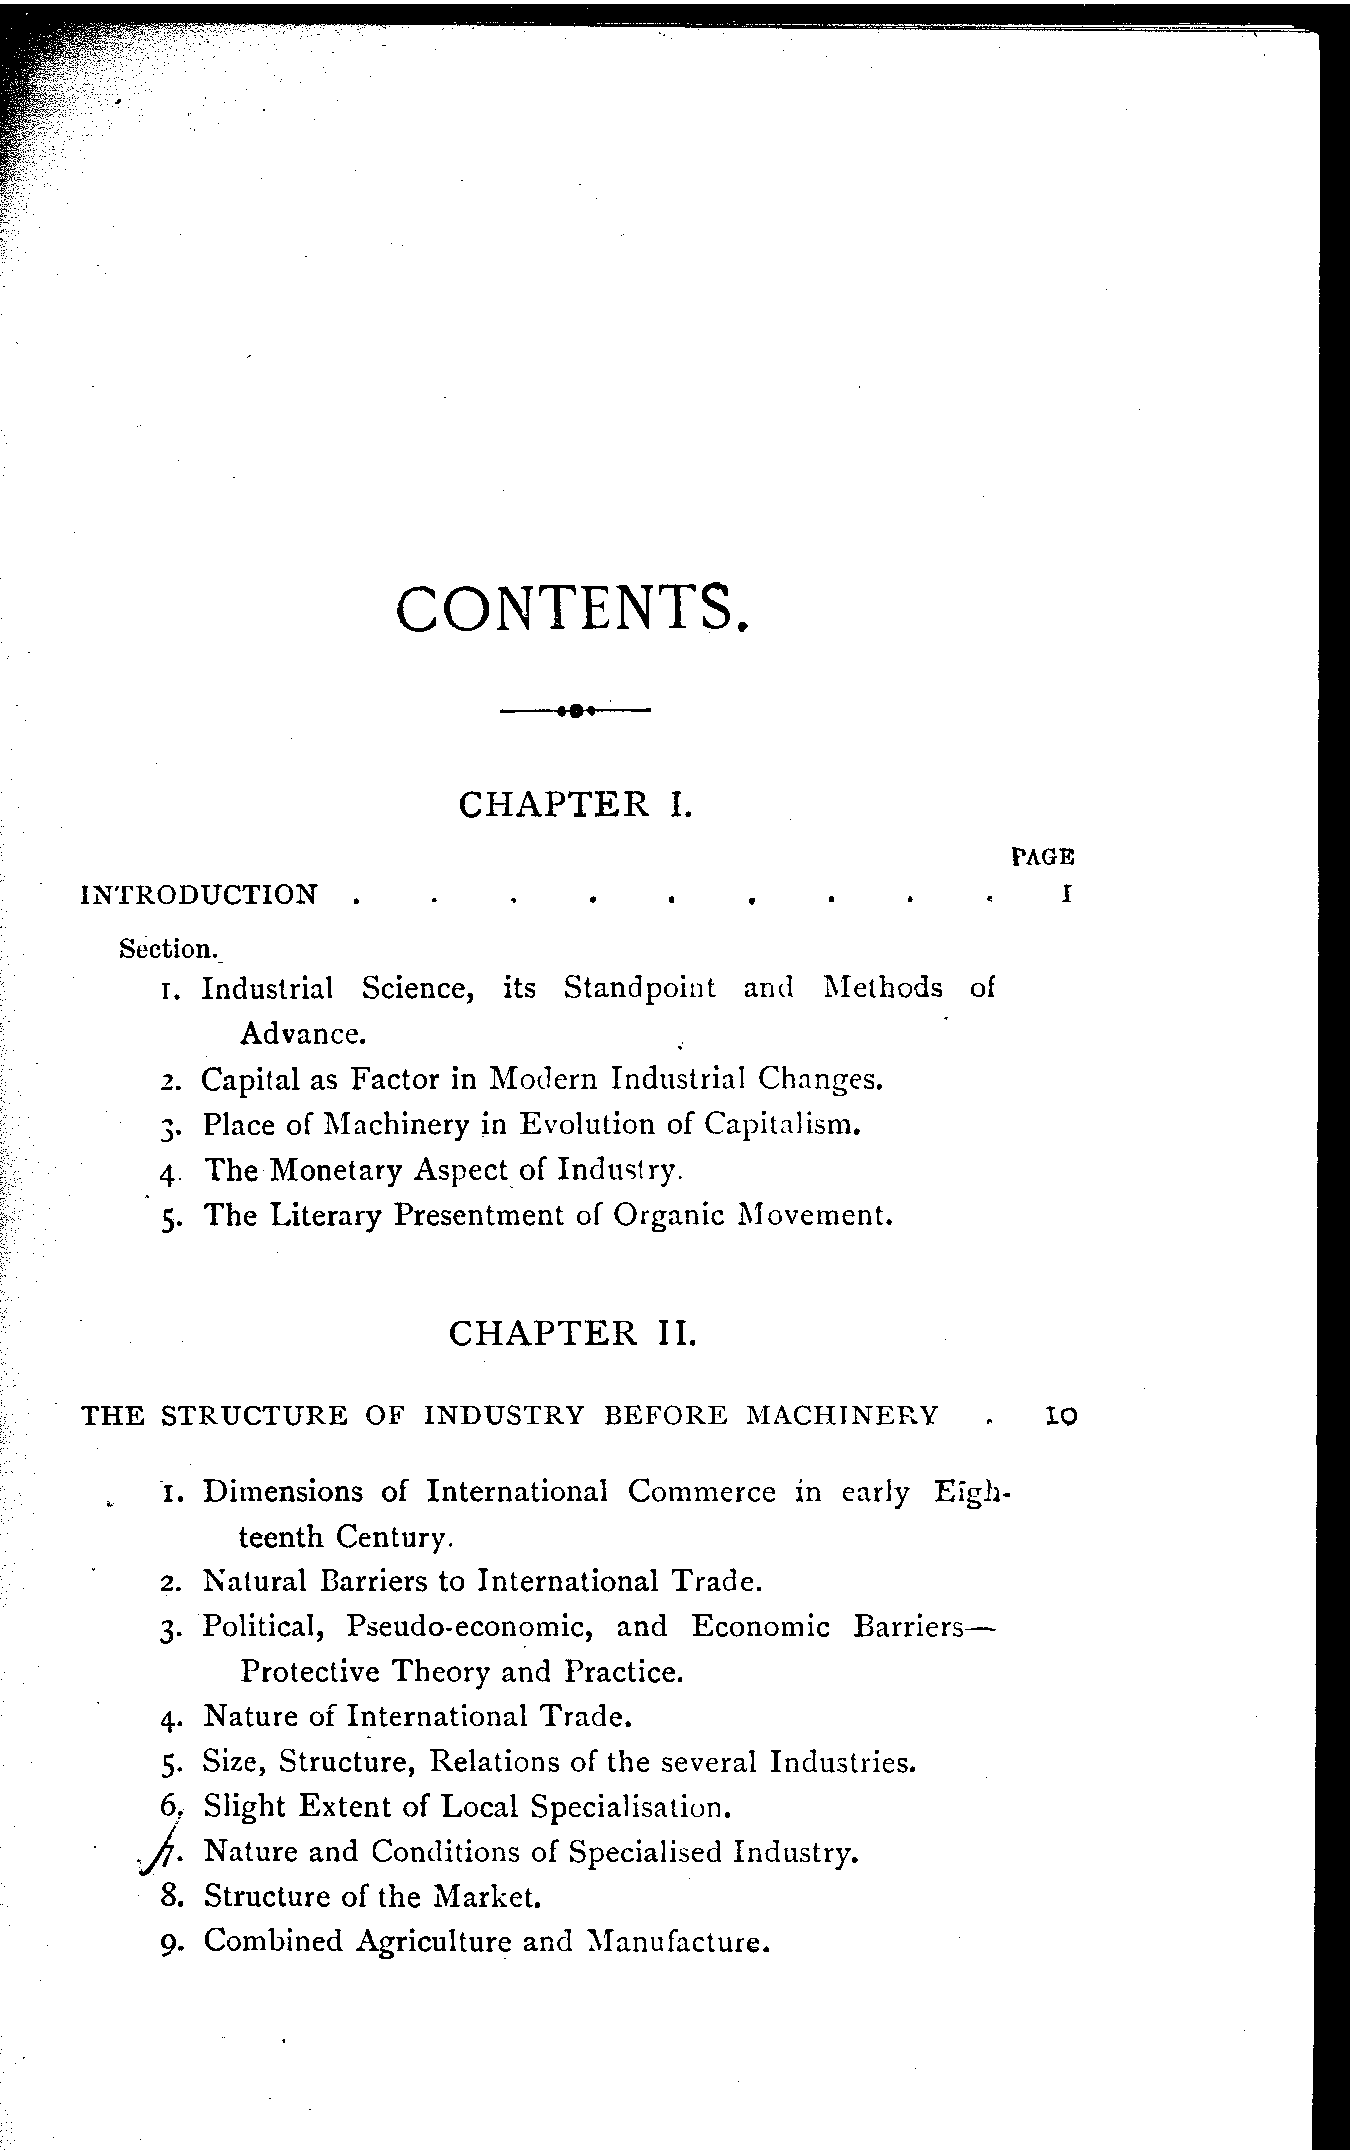 CONTENTS.
CHAPTER I.
PAGE
INTRODUCTION . . . . . . . . . 1
Section.
1. Industrial Science, its Standpoint and Methods of
Advance.
2. Capital as Factor in Modern Industrial Changes.
3. Place of Machinery in Evolution of Capitalism.
4. The Monetary Aspect of Industry.
5. The Literary Presentment of Organic Movement.
CHAPTER II.
THE STRUCTURE OF INDUSTRY BEFORE MACHINERY . 10
1. Dimensions of International Commerce in early Eigh-
teenth Century.
2. Natural Barriers to International Trade.
3. Political, Pseudo-economic, and Economic Barriers—
Protective Theory and Practice.
4. Nature of International Trade.
5. Size, Structure, Relations of the several Industries.
6. Slight Extent of Local Specialisation.
7. Nature and Conditions of Specialised Industry.
8. Structure of the Market.
9. Combined Agriculture and Manufacture.